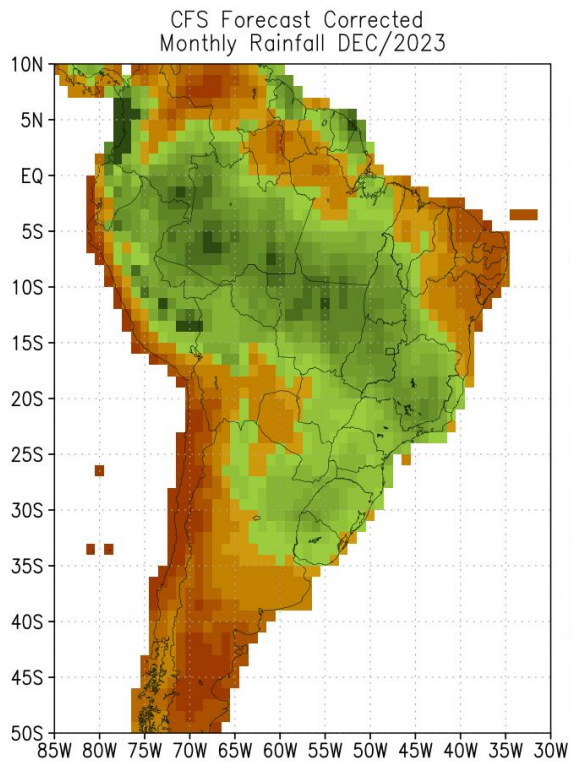 CFS Forecast Corrected
Monthly Rainfall DEC/2023
10N
5N
EQ
5S
10S
15S
20S
25S
30S
35S
40S
45S
50S
85W 80W 75W 70W 65W 60W 55W 50W 45W 40W 35W 30W